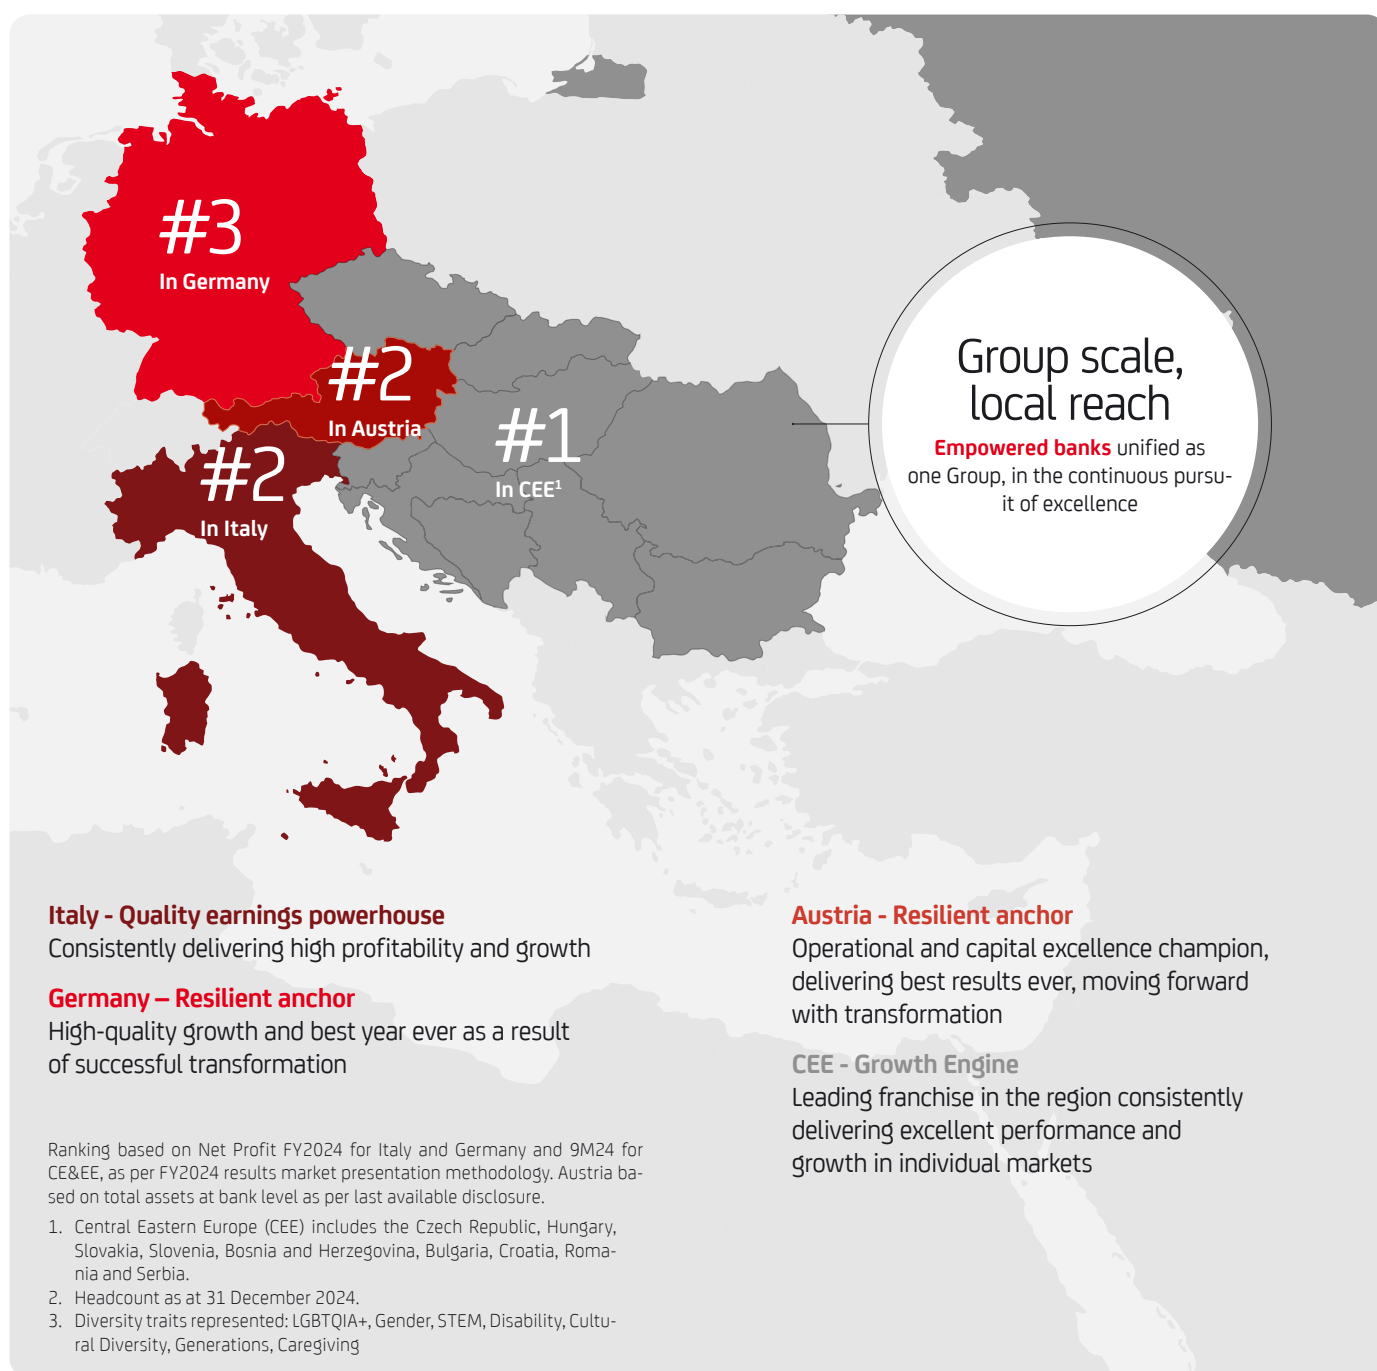 #3
In Germany
#2
In Austria
#1
In CEE¹
#2
In Italy
Group scale,
local reach
Empowered banks unified as
one Group, in the continuous pursu-
it of excellence
Italy - Quality earnings powerhouse
Consistently delivering high profitability and growth
Germany – Resilient anchor
High-quality growth and best year ever as a result
of successful transformation
Austria - Resilient anchor
Operational and capital excellence champion,
delivering best results ever, moving forward
with transformation
CEE - Growth Engine
Leading franchise in the region consistently
delivering excellent performance and
growth in individual markets
Ranking based on Net Profit FY2024 for Italy and Germany and 9M24 for
CE&EE, as per FY2024 results market presentation methodology. Austria ba-
sed on total assets at bank level as per last available disclosure.
1. Central Eastern Europe (CEE) includes the Czech Republic, Hungary,
Slovakia, Slovenia, Bosnia and Herzegovina, Bulgaria, Croatia, Roma-
nia and Serbia.
2. Headcount as at 31 December 2024.
3. Diversity traits represented: LGBTQIA+, Gender, STEM, Disability, Cultu-
ral Diversity, Generations, Caregiving